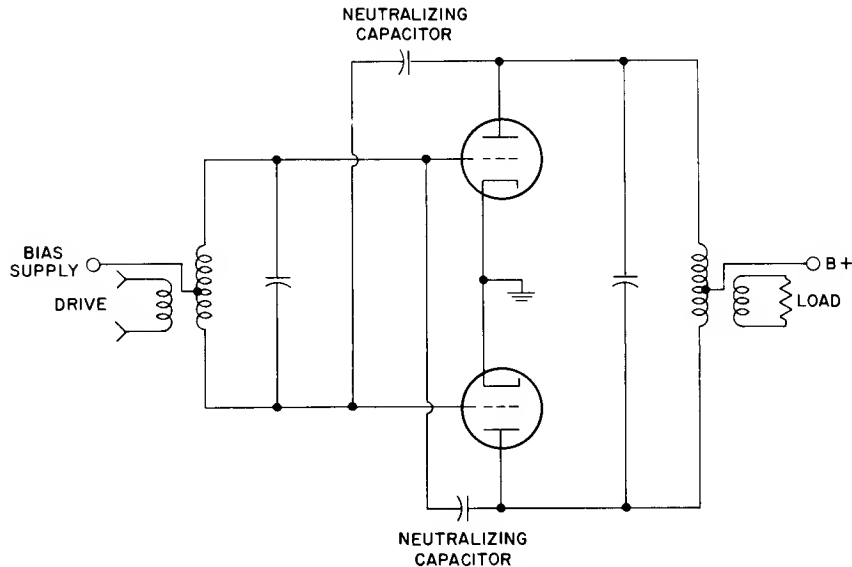 NEUTRALIZING
CAPACITOR
BIAS
SUPPLY
DRIVE
B+
LOAD
NEUTRALIZING
CAPACITOR